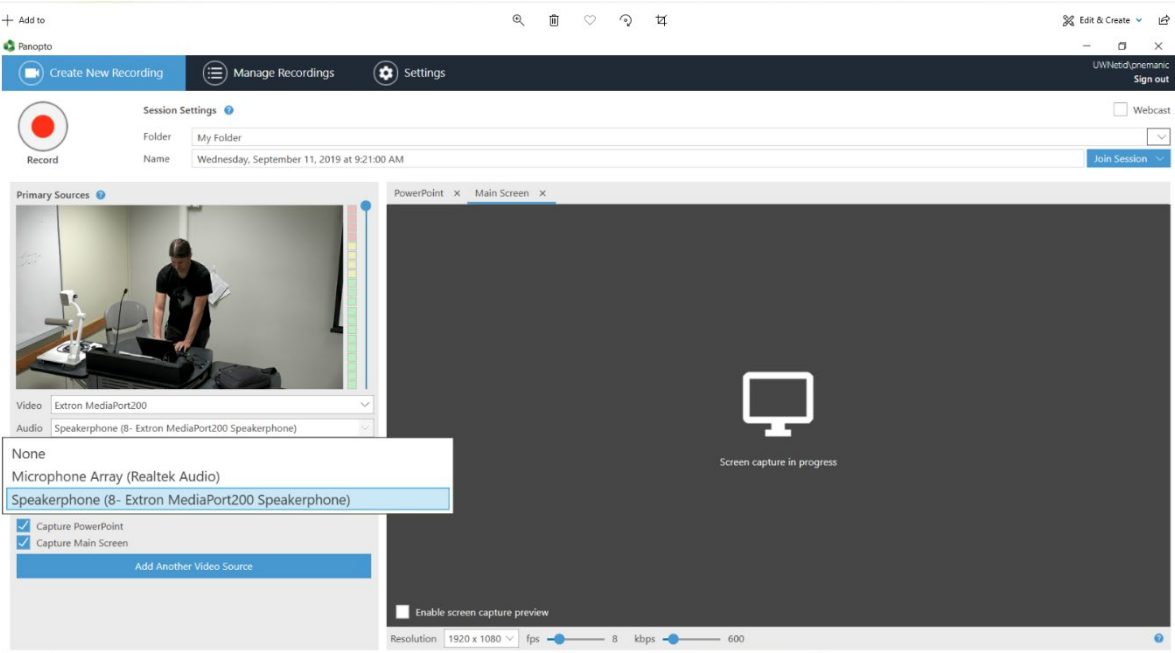 Add to
Edit & Create
Panopto
Create New Recording
Manage Recordings
Settings
UWNetid\pnemanic
Sign out
Record
Session Settings
Webcast
Folder My Folder
Name Wednesday, September 11, 2019 at 9:21:00 AM
Join Session
Primary Sources
PowerPoint Main Screen
Video Extron MediaPort200
Audio Speakerphone (8- Extron MediaPort200 Speakerphone)
None
Microphone Array (Realtek Audio)
Speakerphone (8- Extron MediaPort200 Speakerphone)
Capture PowerPoint
Capture Main Screen
Add Another Video Source
Screen capture in progress
Enable screen capture preview
Resolution 1920 x 1080 fps 8 kbps 600